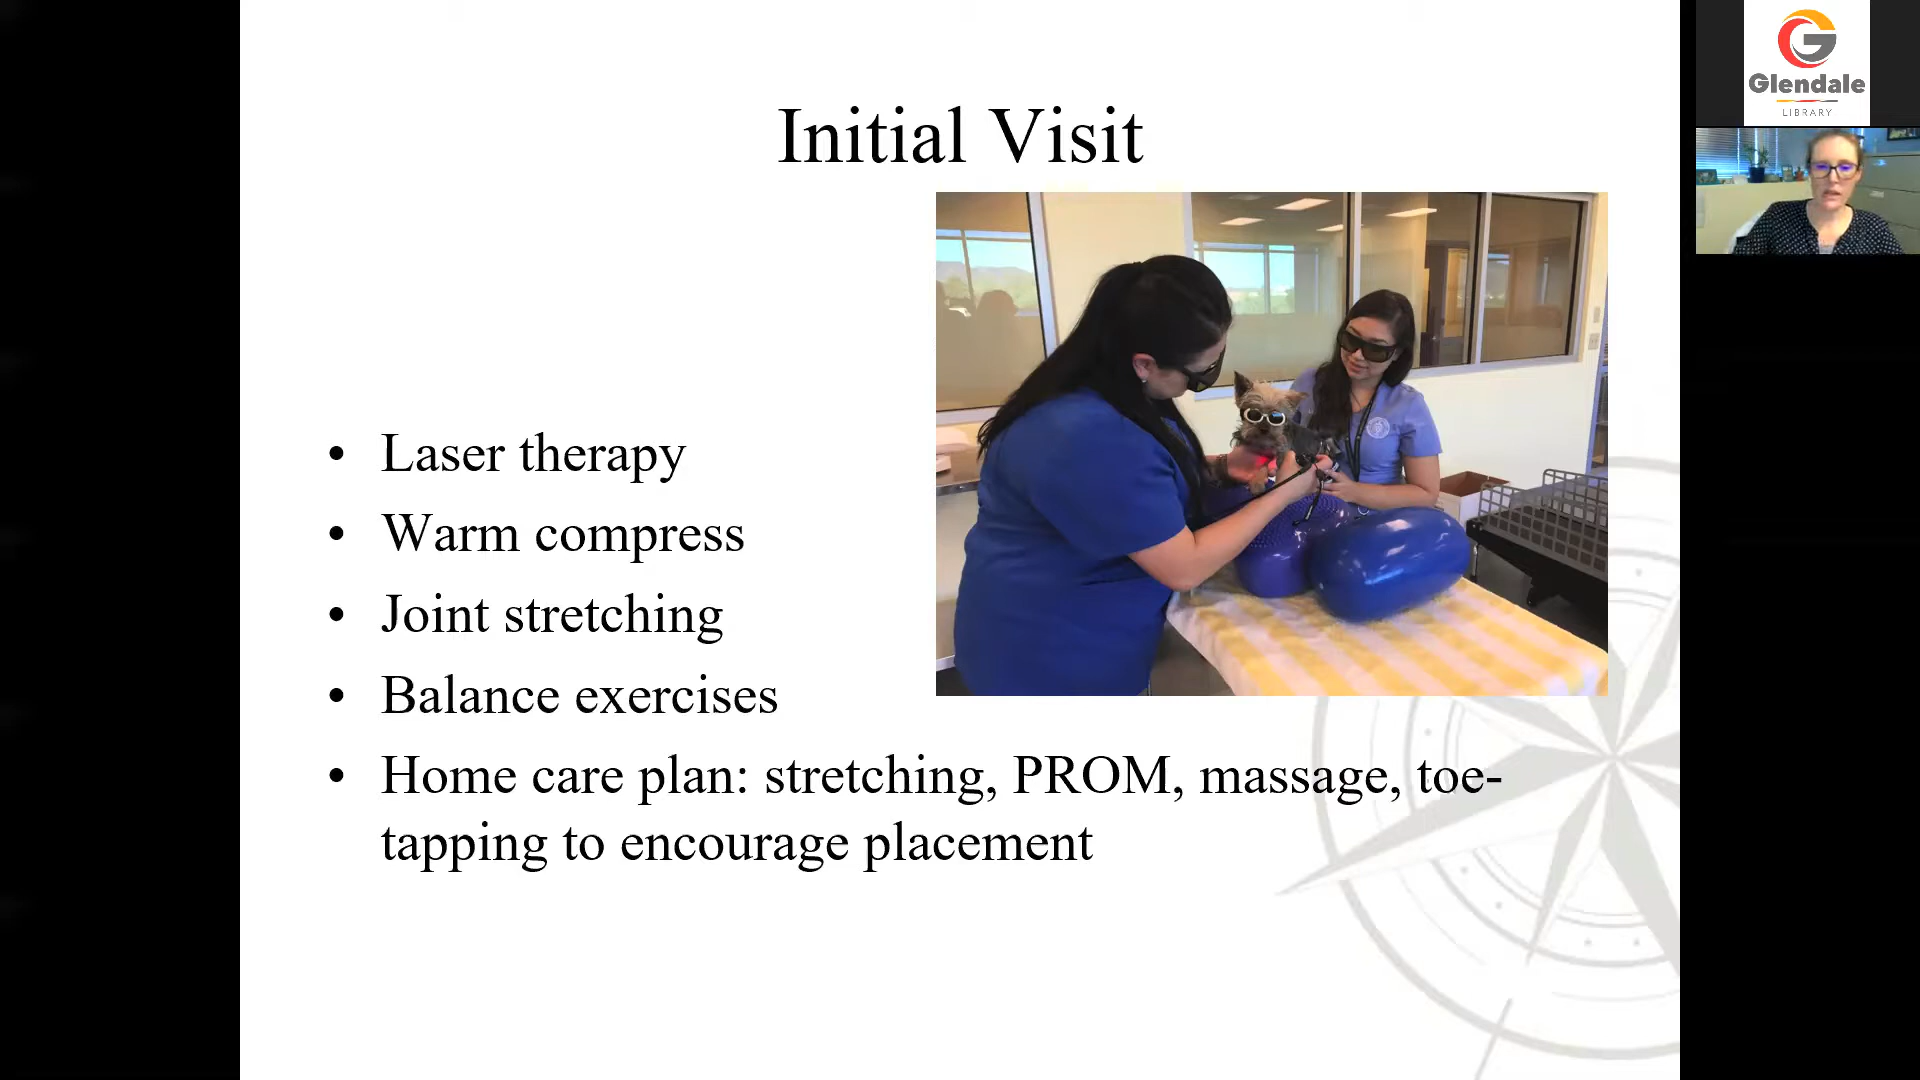 Initial Visit
• Laser therapy
• Warm compress
• Joint stretching
• Balance exercises
• Home care plan: stretching, PROM, massage, toe-
tapping to encourage placement
Glendale
LIBRARY